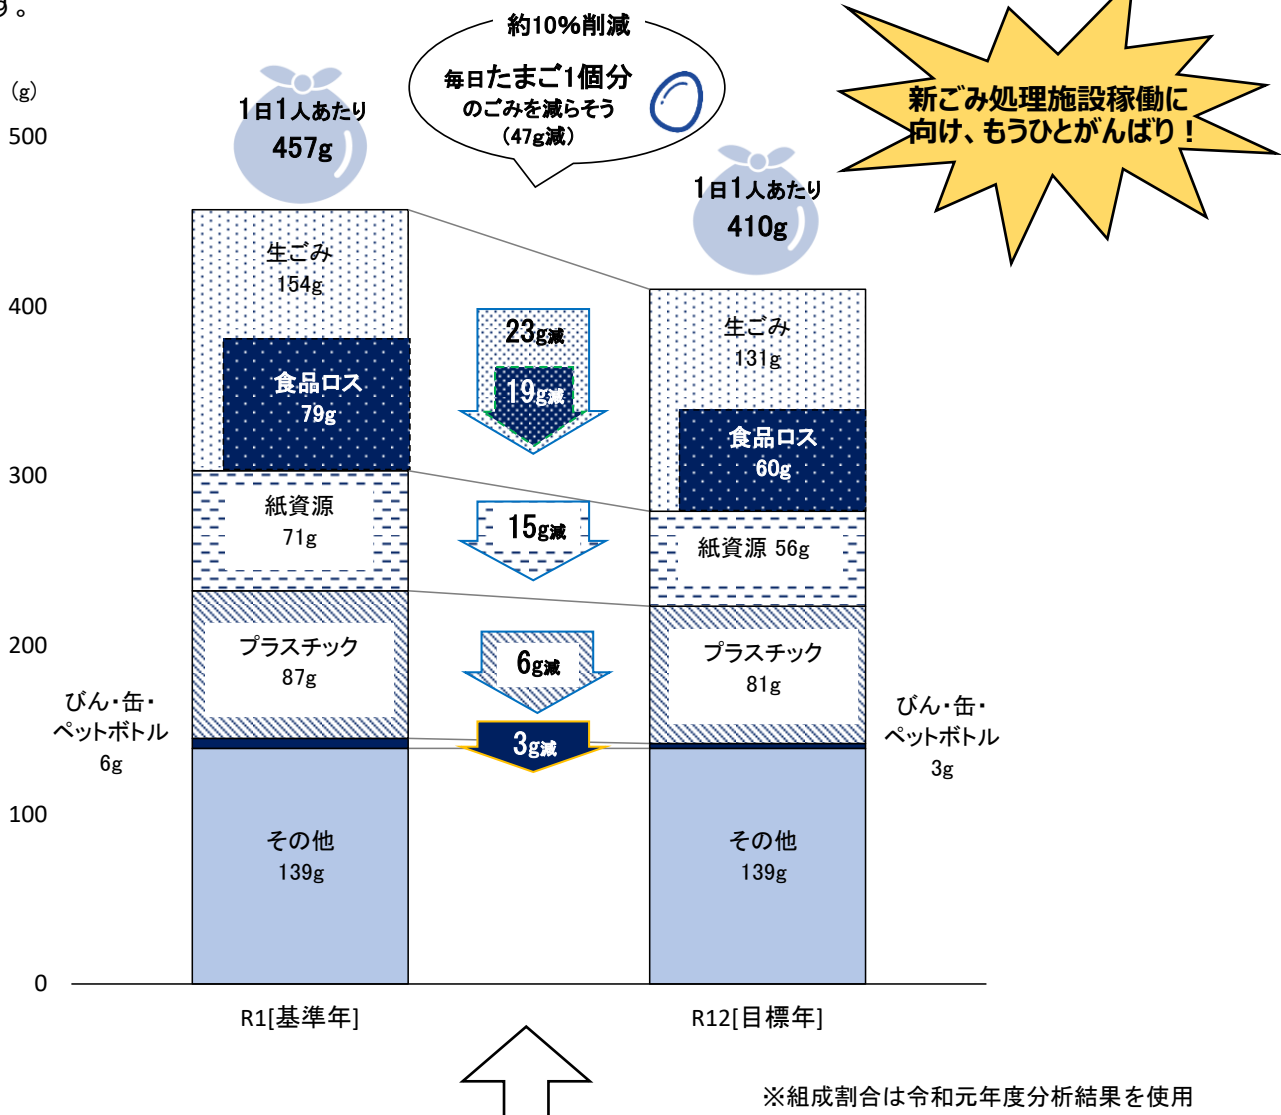 す。
約10%削減
毎日たまご1個分
のごみを減らそう
(47g減)
新ごみ処理施設稼働に
向け、もうひとがんばり！
(g)
500
400
300
200
100
0
1日1人あたり
457g
生ごみ
154g
食品ロス
79g
紙資源
71g
プラスチック
87g
びん・缶・
ペットボトル
6g
その他
139g
R1[基準年]
23g減
19g減
15g減
6g減
3g減
1日1人あたり
410g
生ごみ
131g
食品ロス
60g
紙資源 56g
プラスチック
81g
びん・缶・
ペットボトル
3g
その他
139g
R12[目標年]
※組成割合は令和元年度分析結果を使用